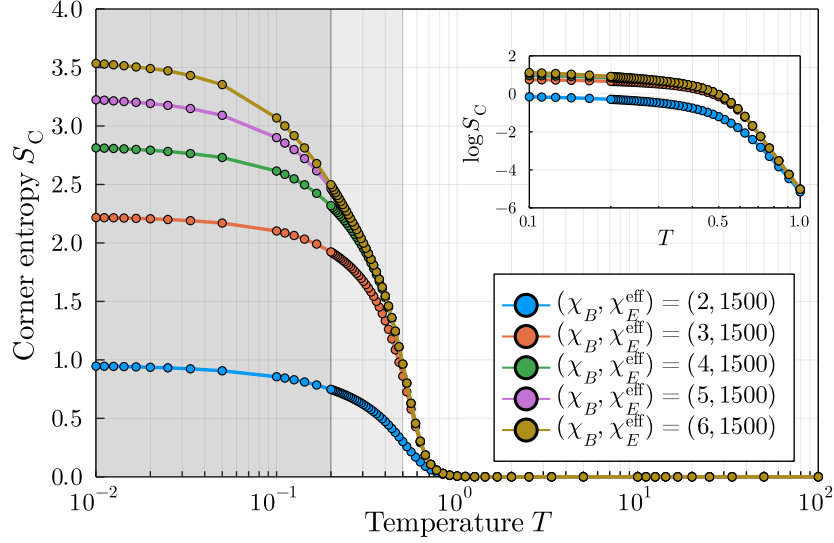 4.0
3.5
3.0
2.5
2.0
1.5
1.0
0.5
0.0
Corner entropy S_C
10^{-2}
10^{-1}
10^0
10^1
10^2
Temperature T
2
0
−2
−4
−6
log S_C
0.1
0.5
1.0
T
(χ_B, χ_E^{eff}) = (2, 1500)
(χ_B, χ_E^{eff}) = (3, 1500)
(χ_B, χ_E^{eff}) = (4, 1500)
(χ_B, χ_E^{eff}) = (5, 1500)
(χ_B, χ_E^{eff}) = (6, 1500)